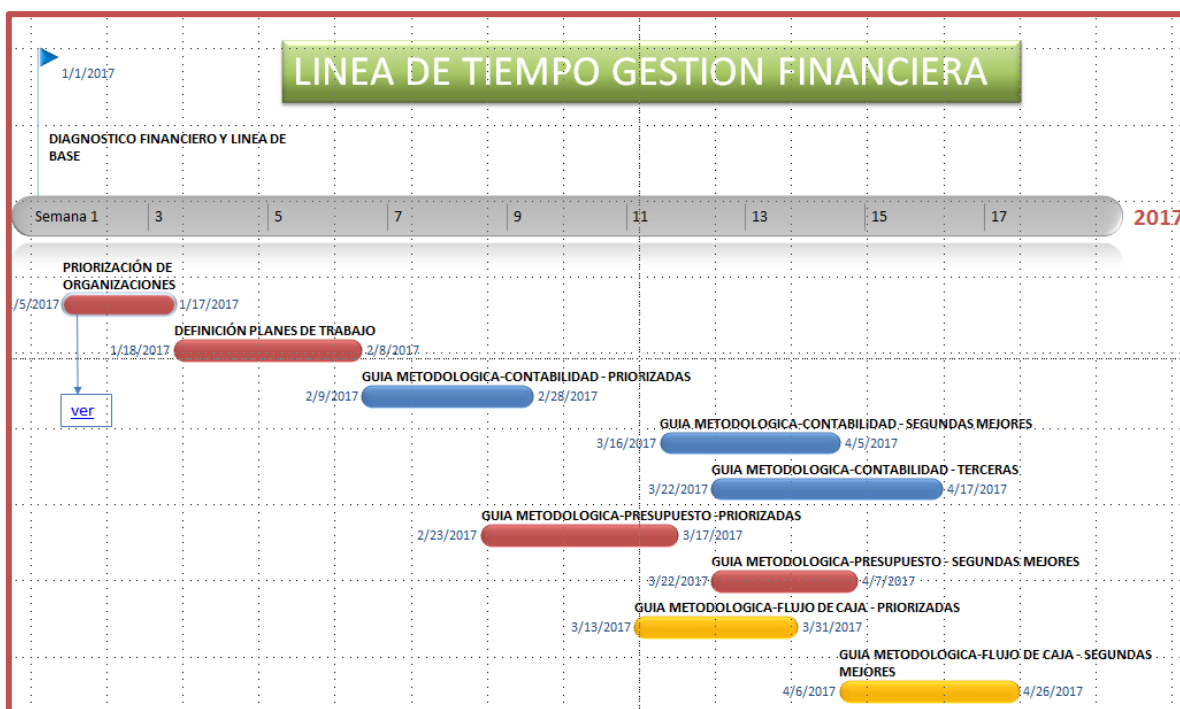 1/1/2017
LINEA DE TIEMPO GESTION FINANCIERA
DIAGNOSTICO FINANCIERO Y LINEA DE
BASE
Semana 1 3 5 7 9 11 13 15 17 2017
PRIORIZACIÓN DE
ORGANIZACIONES
/5/2017 1/17/2017
DEFINICIÓN PLANES DE TRABAJO
1/18/2017 2/8/2017
GUIA METODOLOGICA-CONTABILIDAD - PRIORIZADAS
2/9/2017 2/28/2017
ver
GUIA METODOLOGICA-CONTABILIDAD - SEGUNDAS MEJORES
3/16/2017 4/5/2017
GUIA METODOLOGICA-CONTABILIDAD - TERCERAS
3/22/2017 4/17/2017
GUIA METODOLOGICA-PRESUPUESTO -PRIORIZADAS
2/23/2017 3/17/2017
GUIA METODOLOGICA-PRESUPUESTO - SEGUNDAS MEJORES
3/22/2017 4/7/2017
GUIA METODOLOGICA-FLUJO DE CAJA - PRIORIZADAS
3/13/2017 3/31/2017
GUIA METODOLOGICA-FLUJO DE CAJA - SEGUNDAS
MEJORES
4/6/2017 4/26/2017